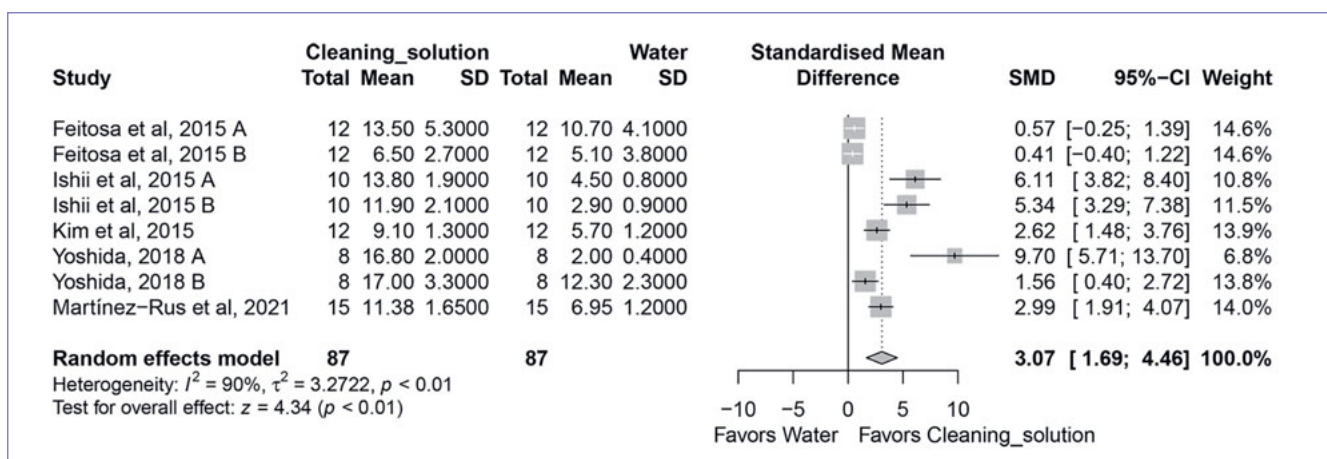 Cleaning_solution Water Standardised Mean
Study Total Mean SD Total Mean SD Difference SMD 95%−CI Weight
Feitosa et al, 2015 A 12 13.50 5.3000 12 10.70 4.1000 0.57 [−0.25; 1.39] 14.6%
Feitosa et al, 2015 B 12 6.50 2.7000 12 5.10 3.8000 0.41 [−0.40; 1.22] 14.6%
Ishii et al, 2015 A 10 13.80 1.9000 10 4.50 0.8000 6.11 [ 3.82; 8.40] 10.8%
Ishii et al, 2015 B 10 11.90 2.1000 10 2.90 0.9000 5.34 [ 3.29; 7.38] 11.5%
Kim et al, 2015 12 9.10 1.3000 12 5.70 1.2000 2.62 [ 1.48; 3.76] 13.9%
Yoshida, 2018 A 8 16.80 2.0000 8 2.00 0.4000 9.70 [ 5.71; 13.70] 6.8%
Yoshida, 2018 B 8 17.00 3.3000 8 12.30 2.3000 1.56 [ 0.40; 2.72] 13.8%
Martínez−Rus et al, 2021 15 11.38 1.6500 15 6.95 1.2000 2.99 [ 1.91; 4.07] 14.0%
Random effects model 87 87 3.07 [ 1.69; 4.46] 100.0%
Heterogeneity: I² = 90%, τ² = 3.2722, p < 0.01
Test for overall effect: z = 4.34 (p < 0.01)
−10 −5 0 5 10
Favors Water Favors Cleaning_solution